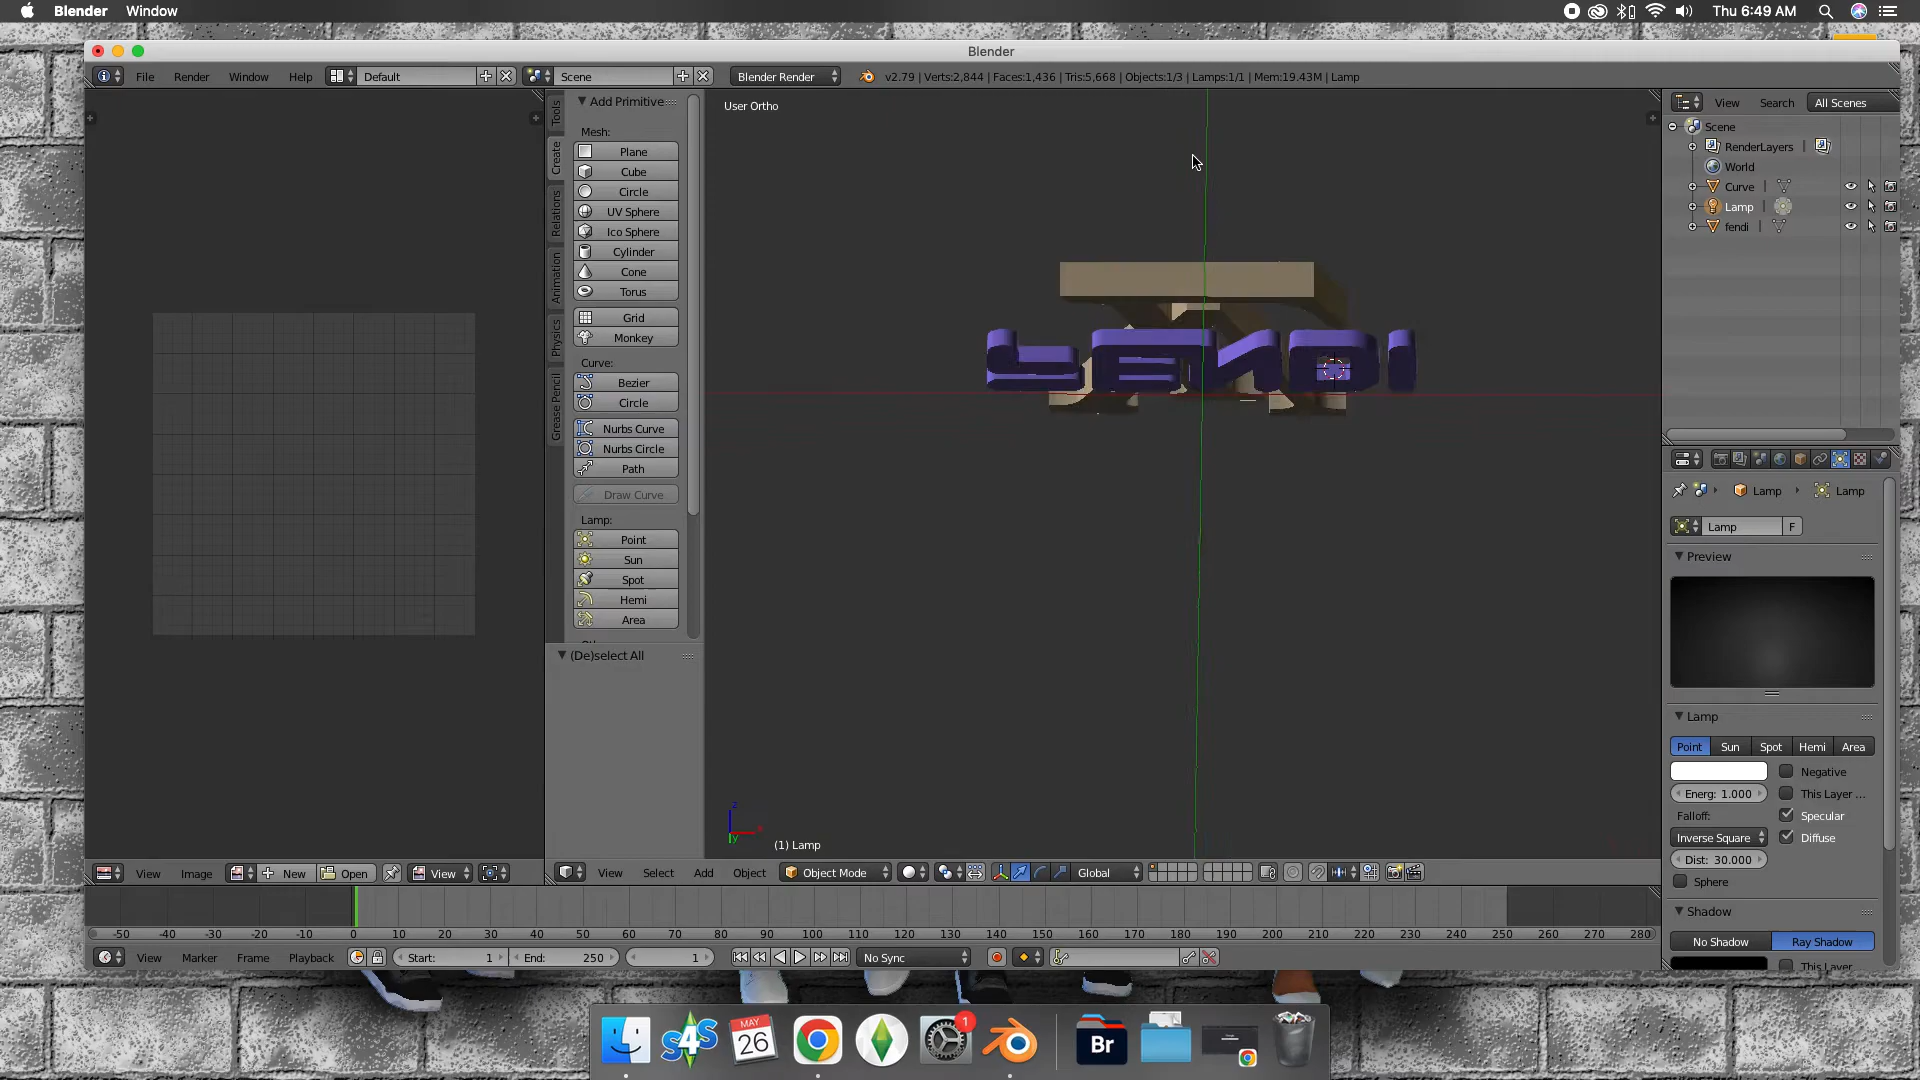 Blender Window
Thu 6:49 AM
Blender
File Render Window Help Default Scene Blender Render v2.79 | Verts:2,844 | Faces:1,436 | Tris:5,668 | Objects:1/3 | Lamps:1/1 | Mem:19.43M | Lamp
Tools
Create
Relations
Animation
Physics
Grease Pencil
Add Primitive
Mesh:
Plane
Cube
Circle
UV Sphere
Ico Sphere
Cylinder
Cone
Torus
Grid
Monkey
Curve:
Bezier
Circle
Nurbs Curve
Nurbs Circle
Path
Draw Curve
Lamp:
Point
Sun
Spot
Hemi
Area
(De)select All
User Ortho
z
x
y
(1) Lamp
View Search All Scenes
Scene
RenderLayers |
World
Curve |
Lamp |
fendi |
Lamp Lamp
Lamp F
Preview
Lamp
Point Sun Spot Hemi Area
Negative
Energ: 1.000 This Layer ...
Falloff: Specular
Inverse Square Diffuse
Dist: 30.000
Sphere
Shadow
No Shadow Ray Shadow
This Layer
View Image New Open View
View Select Add Object Object Mode Global
-50 -40 -30 -20 -10 0 10 20 30 40 50 60 70 80 90 100 110 120 130 140 150 160 170 180 190 200 210 220 230 240 250 260 270 280
View Marker Frame Playback Start: 1 End: 250 1 No Sync
S4S
MAY
26
1
Br